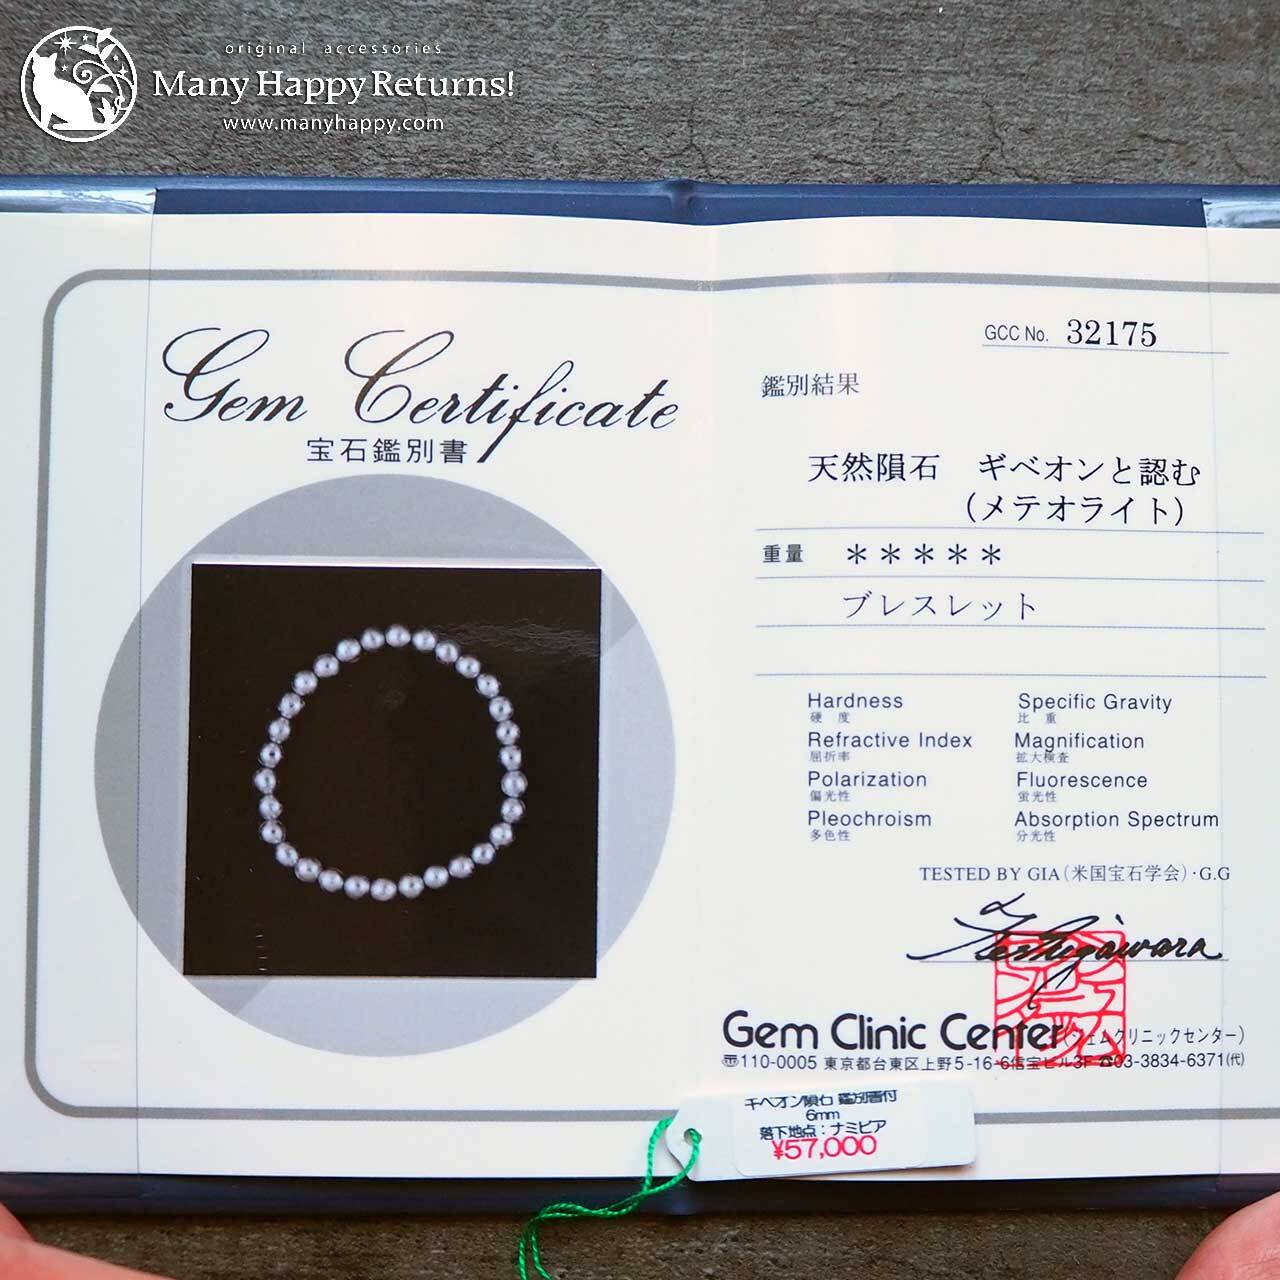 original accessories
Many Happy Returns!
www.manyhappy.com
Gem Certificate
宝石鑑別書
GCC No. 32175
鑑別結果
天然隕石 ギベオンと認む
(メテオライト)
重量 *****
ブレスレット
Hardness
硬度
Specific Gravity
比重
Refractive Index
屈折率
Magnification
拡大検査
Polarization
偏光性
Fluorescence
蛍光性
Pleochroism
多色性
Absorption Spectrum
分光性
TESTED BY GIA(米国宝石学会)・G.G
Gem Clinic Center (ジェムクリニックセンター)
〒110-0005 東京都台東区上野5-16-6信宝ビル3F ☎03-3834-6371(代)
ギベオン隕石 鑑別書付
6mm
落下地点:ナミビア
¥57,000